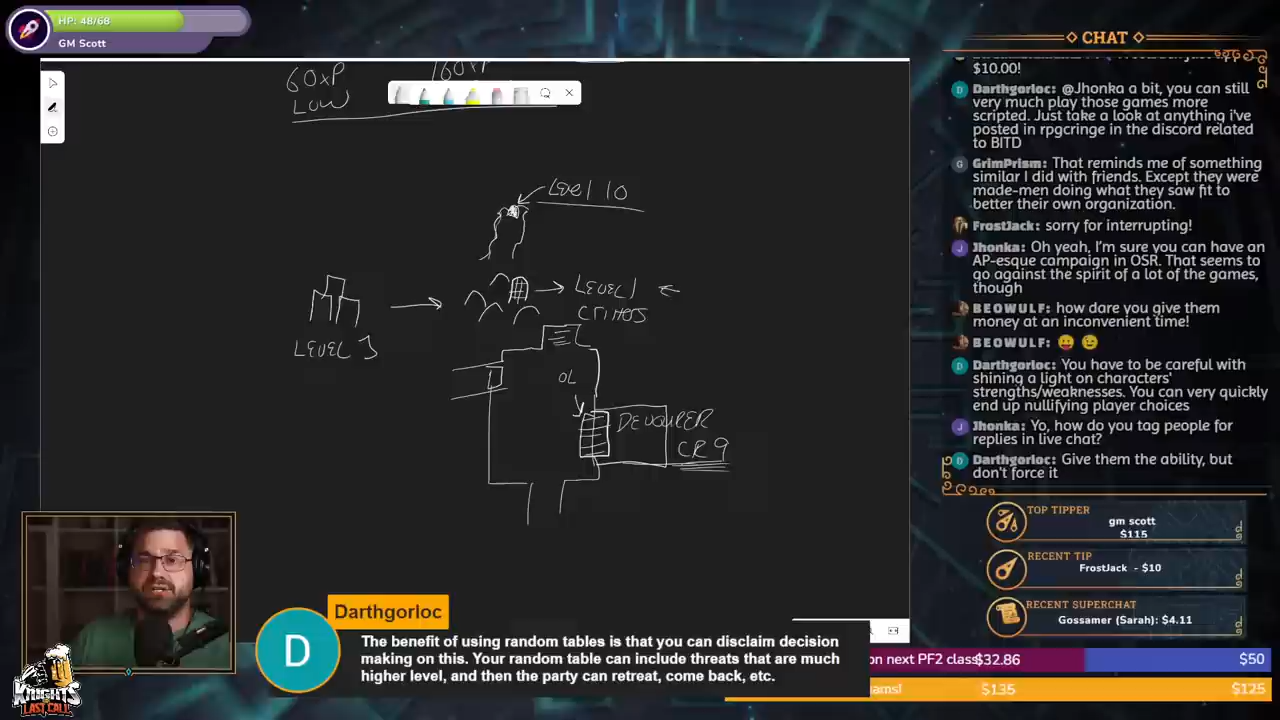 HP: 48/68
GM Scott
60XP
160XP
LOW
LEVEL 10
LEVEL 1
LEVEL 3
OL
DEVOURER
CR 9
CHAT
$10.00!
D Darthgorloc: @Jhonka a bit, you can still
very much play those games more
scripted. Just take a look at anything i've
posted in rpgcringe in the discord related
to BITD
G GrimPrism: That reminds me of something
similar I did with friends. Except they were
made-men doing what they saw fit to
better their own organization.
FrostJack: sorry for interrupting!
J Jhonka: Oh yeah, I'm sure you can have an
AP-esque campaign in OSR. That seems to
go against the spirit of a lot of the games,
though
BEOWULF: how dare you give them
money at an inconvenient time!
BEOWULF: 😛 😉
D Darthgorloc: You have to be careful with
shining a light on characters'
strengths/weaknesses. You can very quickly
end up nullifying player choices
J Jhonka: Yo, how do you tag people for
replies in live chat?
D Darthgorloc: Give them the ability, but
don't force it
TOP TIPPER
gm scott
$115
RECENT TIP
FrostJack - $10
RECENT SUPERCHAT
Gossamer (Sarah): $4.11
on next PF2 class
$32.86
$50
ams!
$135
$125
D
Darthgorloc
The benefit of using random tables is that you can disclaim decision
making on this. Your random table can include threats that are much
higher level, and then the party can retreat, come back, etc.
KNIGHTS
OF
LAST CALL